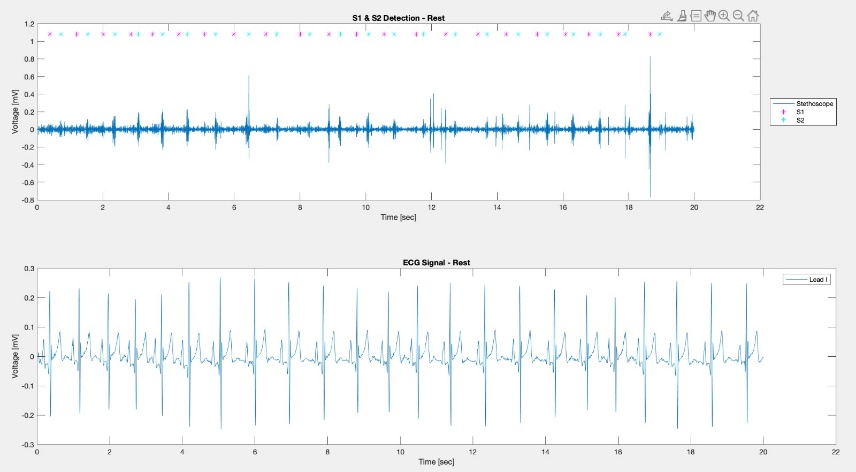 S1 & S2 Detection - Rest
1.2
1
0.8
0.6
0.4
0.2
0
-0.2
-0.4
-0.6
-0.8
Voltage [mV]
0 2 4 6 8 10 12 14 16 18 20 22
Time [sec]
Stethoscope
S1
S2
ECG Signal - Rest
0.3
0.2
0.1
0
-0.1
-0.2
-0.3
Voltage [mV]
0 2 4 6 8 10 12 14 16 18 20 22
Time [sec]
Lead I